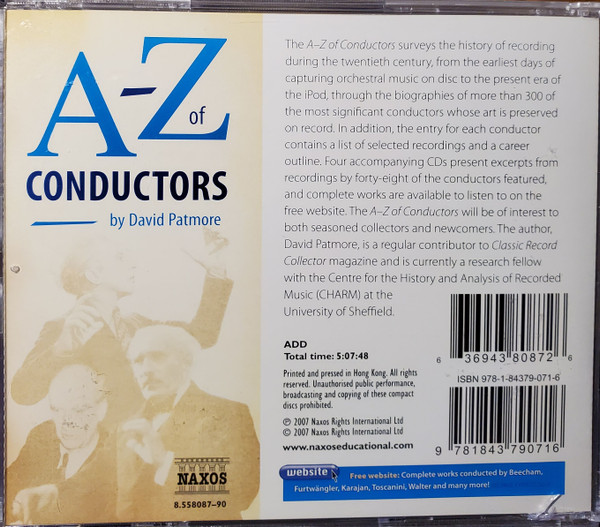 A–Z
of
CONDUCTORS
by David Patmore
The A–Z of Conductors surveys the history of recording
during the twentieth century, from the earliest days of
capturing orchestral music on disc to the present era of
the iPod, through the biographies of more than 300 of
the most significant conductors whose art is preserved
on record. In addition, the entry for each conductor
contains a list of selected recordings and a career
outline. Four accompanying CDs present excerpts from
recordings by forty-eight of the conductors featured,
and complete works are available to listen to on the
free website. The A–Z of Conductors will be of interest to
both seasoned collectors and newcomers. The author,
David Patmore, is a regular contributor to Classic Record
Collector magazine and is currently a research fellow
with the Centre for the History and Analysis of Recorded
Music (CHARM) at the
University of Sheffield.
ADD
Total time: 5:07:48
Printed and pressed in Hong Kong. All rights
reserved. Unauthorised public performance,
broadcasting and copying of these compact
discs prohibited.
℗ 2007 Naxos Rights International Ltd
© 2007 Naxos Rights International Ltd
www.naxoseducational.com
6 36943 80872 6
ISBN 978-1-84379-071-6
9 781843 790716
NAXOS
8.558087–90
website
Free website: Complete works conducted by Beecham,
Furtwängler, Karajan, Toscanini, Walter and many more!